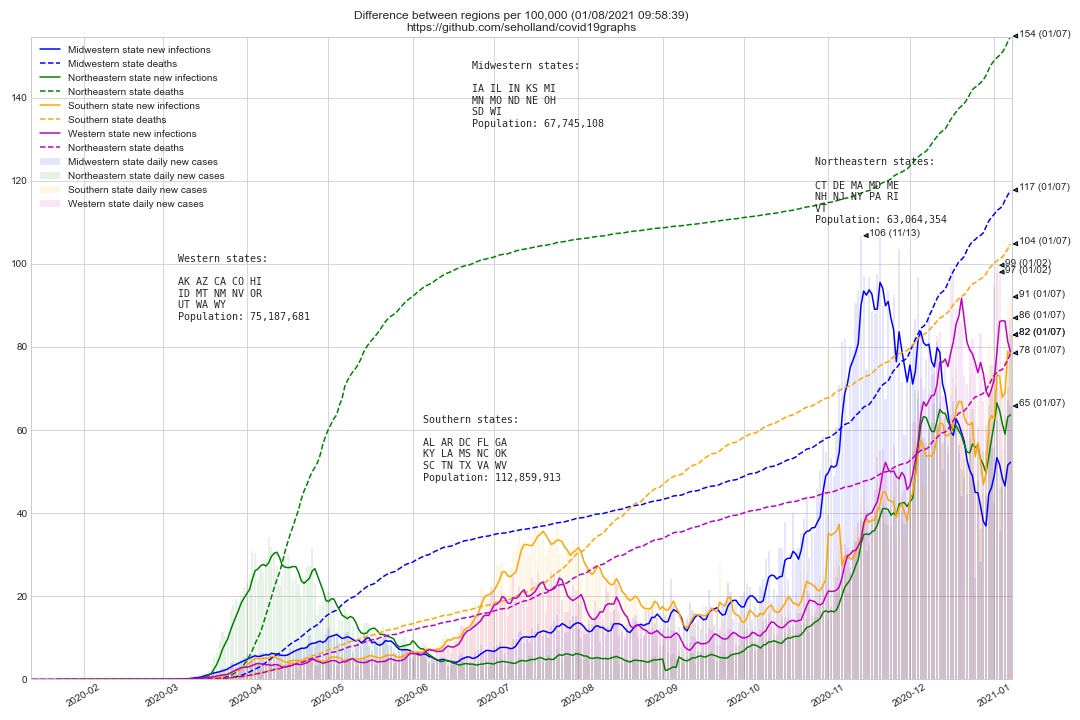 Difference between regions per 100,000 (01/08/2021 09:58:39)
https://github.com/seholland/covid19graphs
Midwestern state new infections
Midwestern state deaths
Northeastern state new infections
Northeastern state deaths
Southern state new infections
Southern state deaths
Western state new infections
Northeastern state deaths
Midwestern state daily new cases
Northeastern state daily new cases
Southern state daily new cases
Western state daily new cases
Midwestern states:
IA IL IN KS MI
MN MO ND NE OH
SD WI
Population: 67,745,108
Northeastern states:
CT DE MA MD ME
NH NJ NY PA RI
VT
Population: 63,064,354
Western states:
AK AZ CA CO HI
ID MT NM NV OR
UT WA WY
Population: 75,187,681
Southern states:
AL AR DC FL GA
KY LA MS NC OK
SC TN TX VA WV
Population: 112,859,913
154 (01/07)
117 (01/07)
106 (11/13)
104 (01/07)
99 (01/02)
97 (01/02)
91 (01/07)
86 (01/07)
82 (01/07)
78 (01/07)
65 (01/07)
140
120
100
80
60
40
20
0
2020-02
2020-03
2020-04
2020-05
2020-06
2020-07
2020-08
2020-09
2020-10
2020-11
2020-12
2021-01